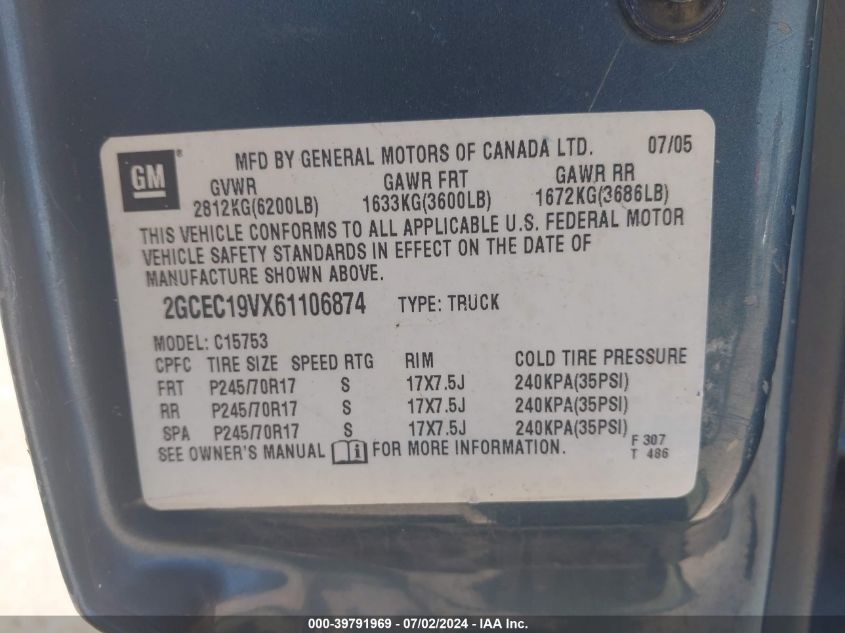 GM ® MFD BY GENERAL MOTORS OF CANADA LTD. 07/05
GVWR GAWR FRT GAWR RR
2812KG(6200LB) 1633KG(3600LB) 1672KG(3686LB)
THIS VEHICLE CONFORMS TO ALL APPLICABLE U.S. FEDERAL MOTOR
VEHICLE SAFETY STANDARDS IN EFFECT ON THE DATE OF
MANUFACTURE SHOWN ABOVE.
2GCEC19VX61106874 TYPE: TRUCK
MODEL: C15753
CPFC TIRE SIZE SPEED RTG RIM COLD TIRE PRESSURE
FRT P245/70R17 S 17X7.5J 240KPA(35PSI)
RR P245/70R17 S 17X7.5J 240KPA(35PSI)
SPA P245/70R17 S 17X7.5J 240KPA(35PSI)
SEE OWNER'S MANUAL i FOR MORE INFORMATION. F 307
T 486
000-39791969 - 07/02/2024 - IAA Inc.